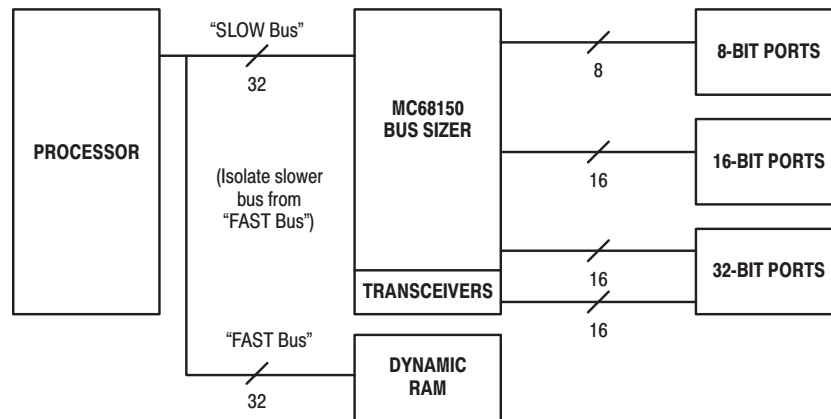 “SLOW Bus”
32
PROCESSOR
(Isolate slower
bus from
“FAST Bus”)
“FAST Bus”
32
MC68150
BUS SIZER
TRANSCEIVERS
DYNAMIC
RAM
8
16
16
16
8-BIT PORTS
16-BIT PORTS
32-BIT PORTS